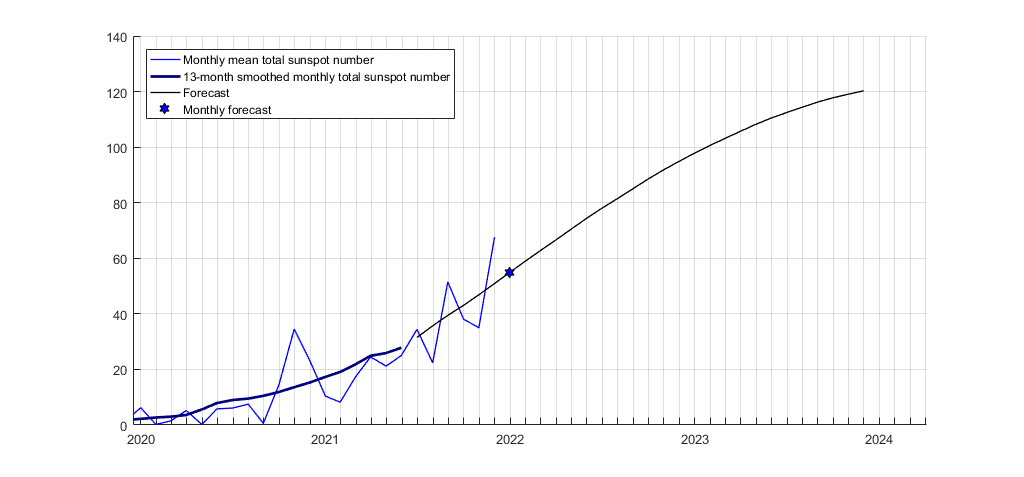 140
120
100
80
60
40
20
0
Monthly mean total sunspot number
13-month smoothed monthly total sunspot number
Forecast
Monthly forecast
2020 2021 2022 2023 2024